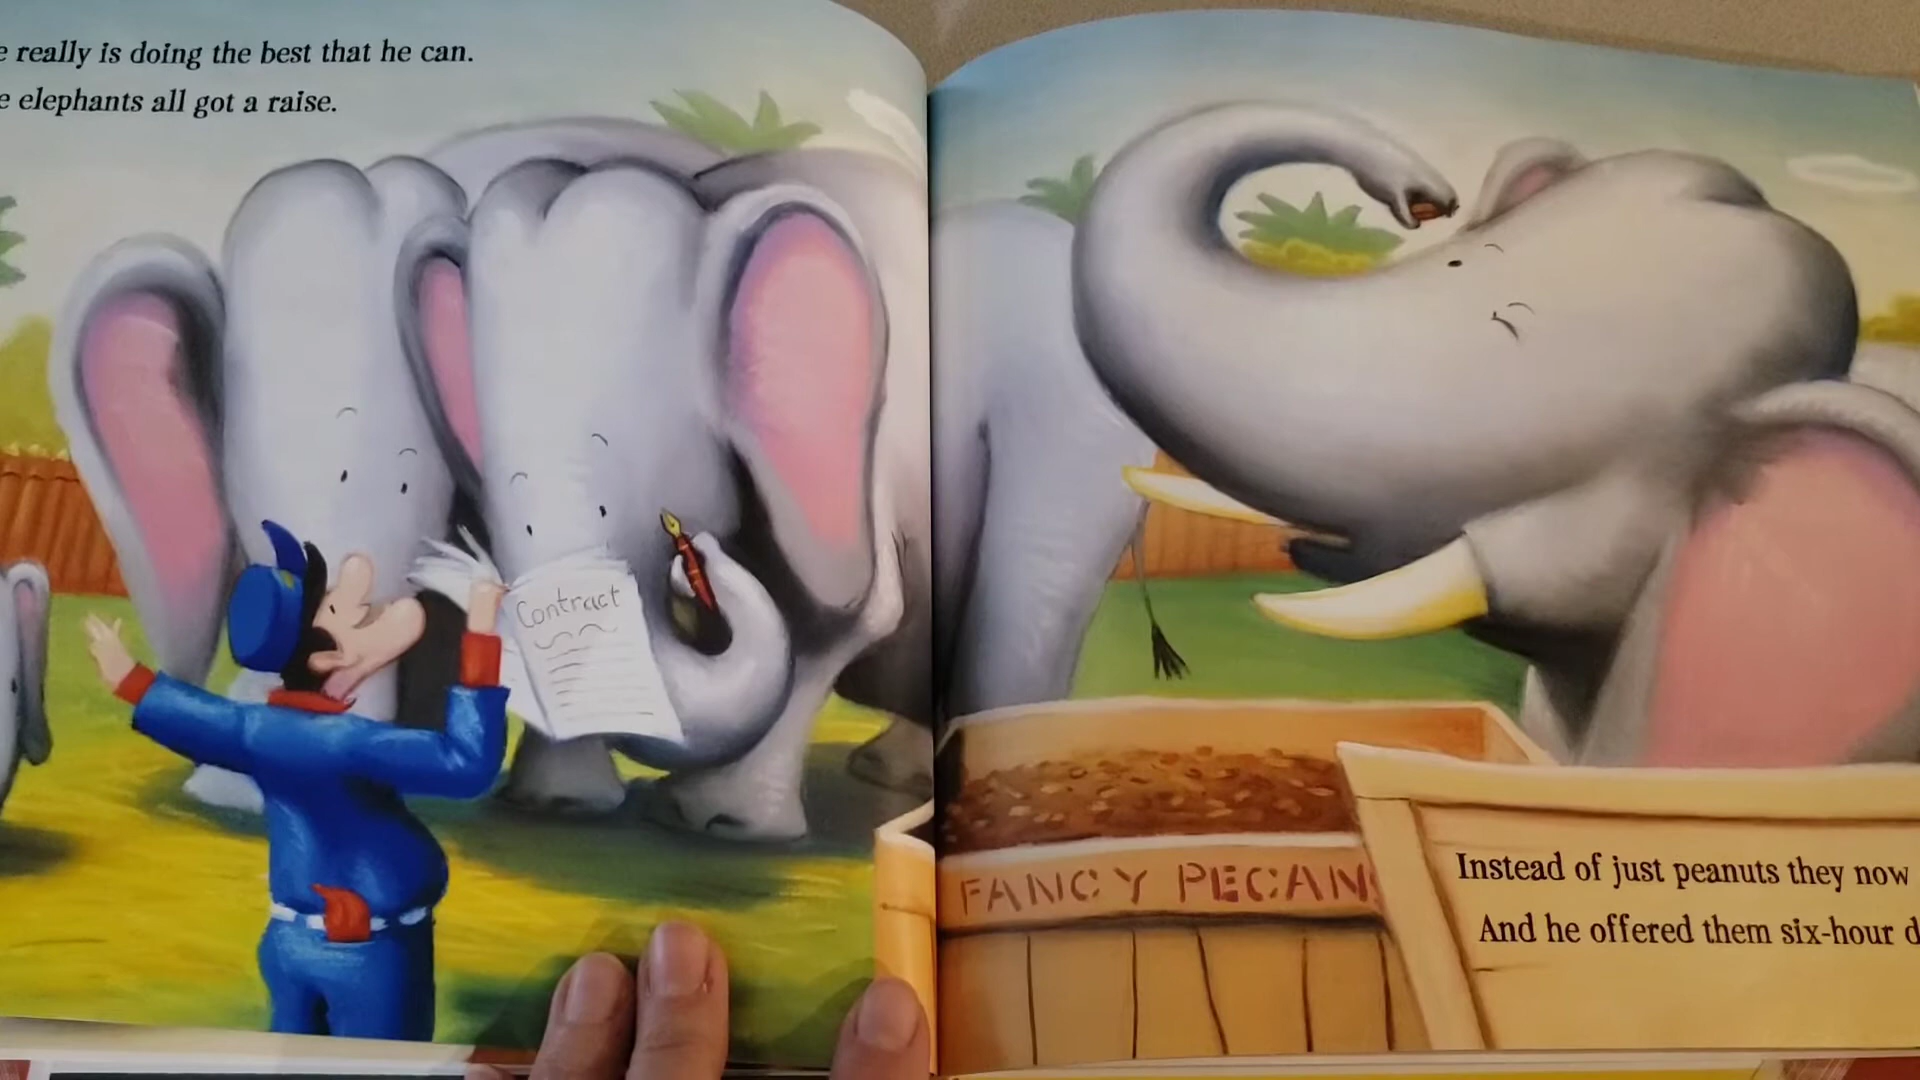 e really is doing the best that he can.
e elephants all got a raise.
Contract
FANCY PECANS
Instead of just peanuts they now
And he offered them six-hour d